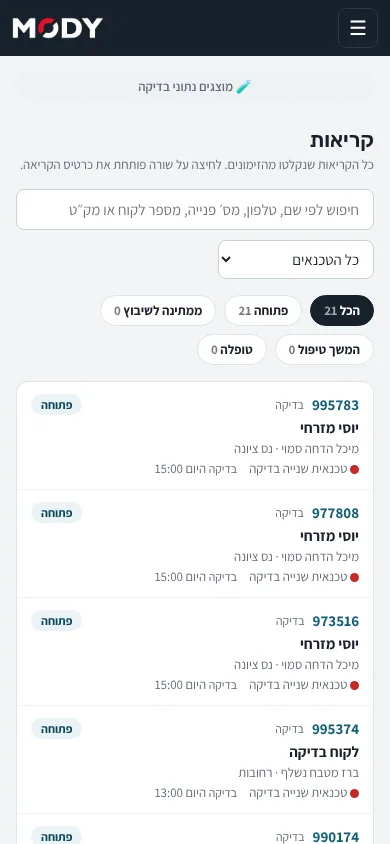 MODY
☰
🧪 מוצגים נתוני בדיקה
קריאות
כל הקריאות שנקלטו מהזימונים. לחיצה על שורה פותחת את כרטיס הקריאה.
חיפוש לפי שם, טלפון, מס׳ פנייה, מספר לקוח או מק״ט
כל הטכנאים
הכל 21 פתוחה 21 ממתינה לשיבוץ 0
המשך טיפול 0 טופלה 0
995783 בדיקה פתוחה
יוסי מזרחי
מיכל הדחה סמוי · נס ציונה
טכנאית שנייה בדיקה בדיקה היום 15:00
977808 בדיקה פתוחה
יוסי מזרחי
מיכל הדחה סמוי · נס ציונה
טכנאית שנייה בדיקה בדיקה היום 15:00
973516 בדיקה פתוחה
יוסי מזרחי
מיכל הדחה סמוי · נס ציונה
טכנאית שנייה בדיקה בדיקה היום 15:00
995374 בדיקה פתוחה
לקוח בדיקה
ברז מטבח נשלף · רחובות
טכנאית שנייה בדיקה בדיקה היום 13:00
990174 בדיקה פתוחה